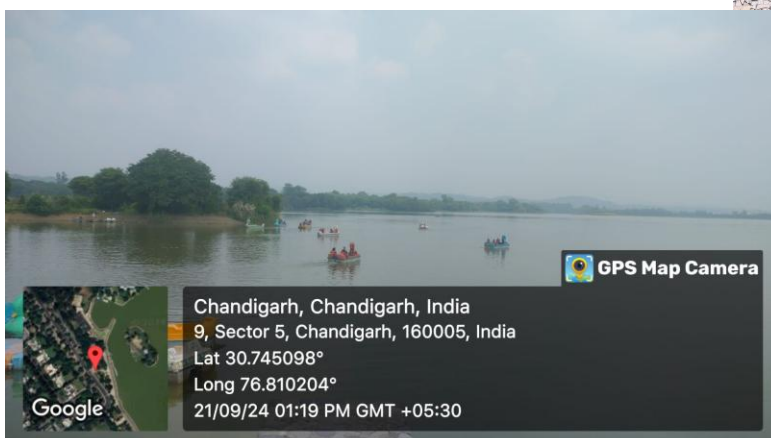 GPS Map Camera
Chandigarh, Chandigarh, India
9, Sector 5, Chandigarh, 160005, India
Lat 30.745098°
Long 76.810204°
21/09/24 01:19 PM GMT +05:30
Google